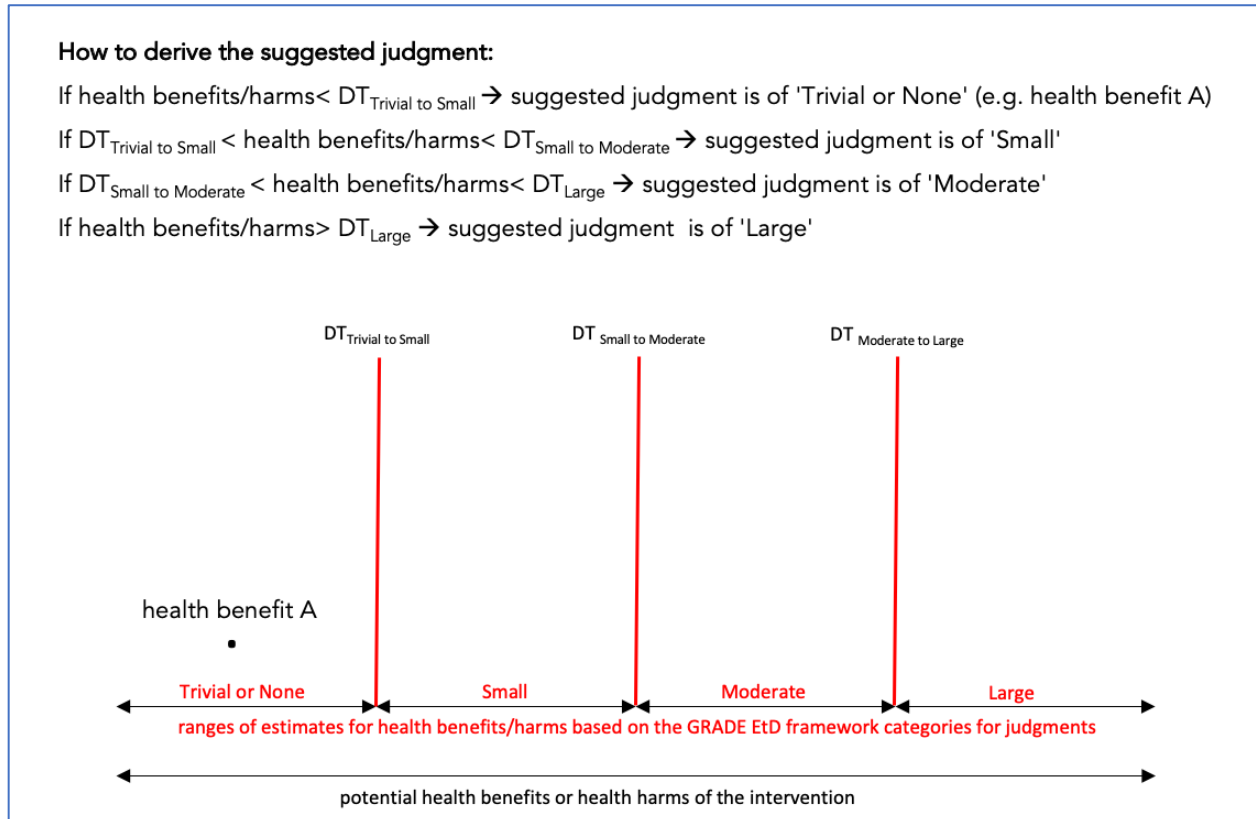 How to derive the suggested judgment:
If health benefits/harms< DTTrivial to Small → suggested judgment is of 'Trivial or None' (e.g. health benefit A)
If DTTrivial to Small < health benefits/harms< DTSmall to Moderate → suggested judgment is of 'Small'
If DTSmall to Moderate < health benefits/harms< DTLarge → suggested judgment is of 'Moderate'
If health benefits/harms> DTLarge → suggested judgment is of 'Large'
DTTrivial to Small DT Small to Moderate DT Moderate to Large
health benefit A
Trivial or None Small Moderate Large
ranges of estimates for health benefits/harms based on the GRADE EtD framework categories for judgments
potential health benefits or health harms of the intervention